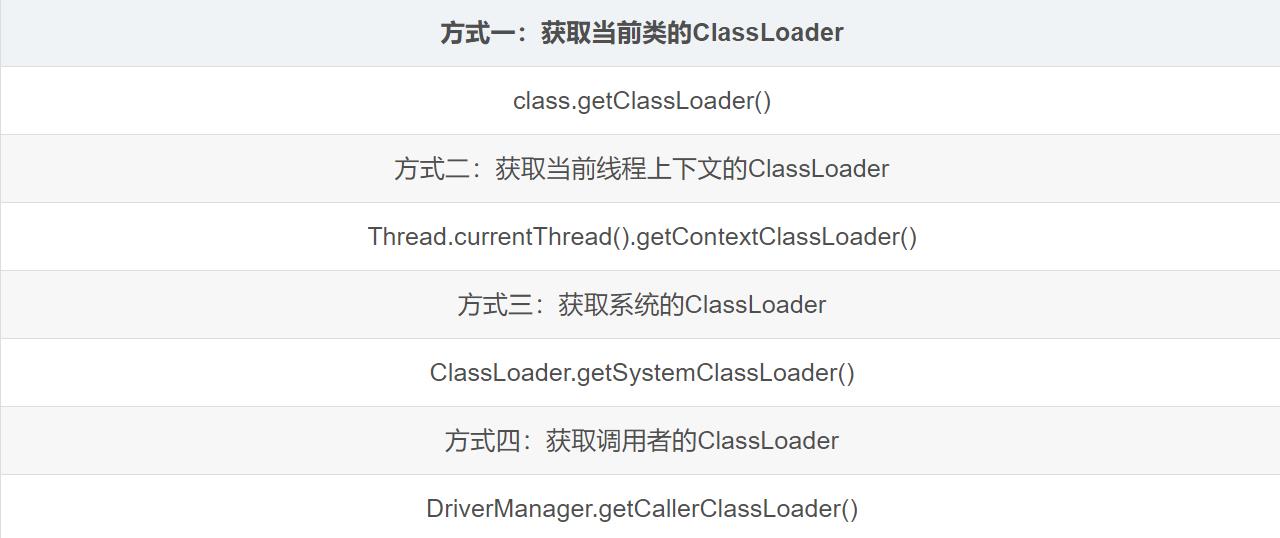 方式一：获取当前类的ClassLoader
class.getClassLoader()
方式二：获取当前线程上下文的ClassLoader
Thread.currentThread().getContextClassLoader()
方式三：获取系统的ClassLoader
ClassLoader.getSystemClassLoader()
方式四：获取调用者的ClassLoader
DriverManager.getCallerClassLoader()